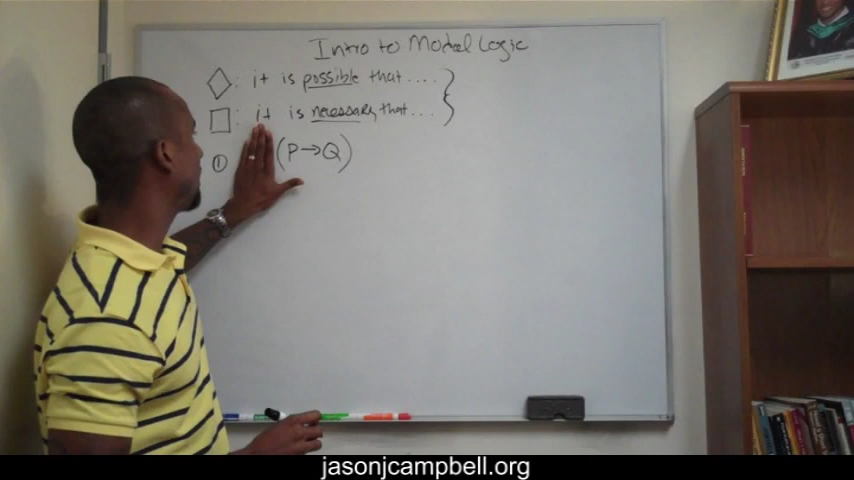 Intro to Modal Logic
◇: it is possible that ....
□: it is necessary that ...
① (P→Q)
jasonjcampbell.org